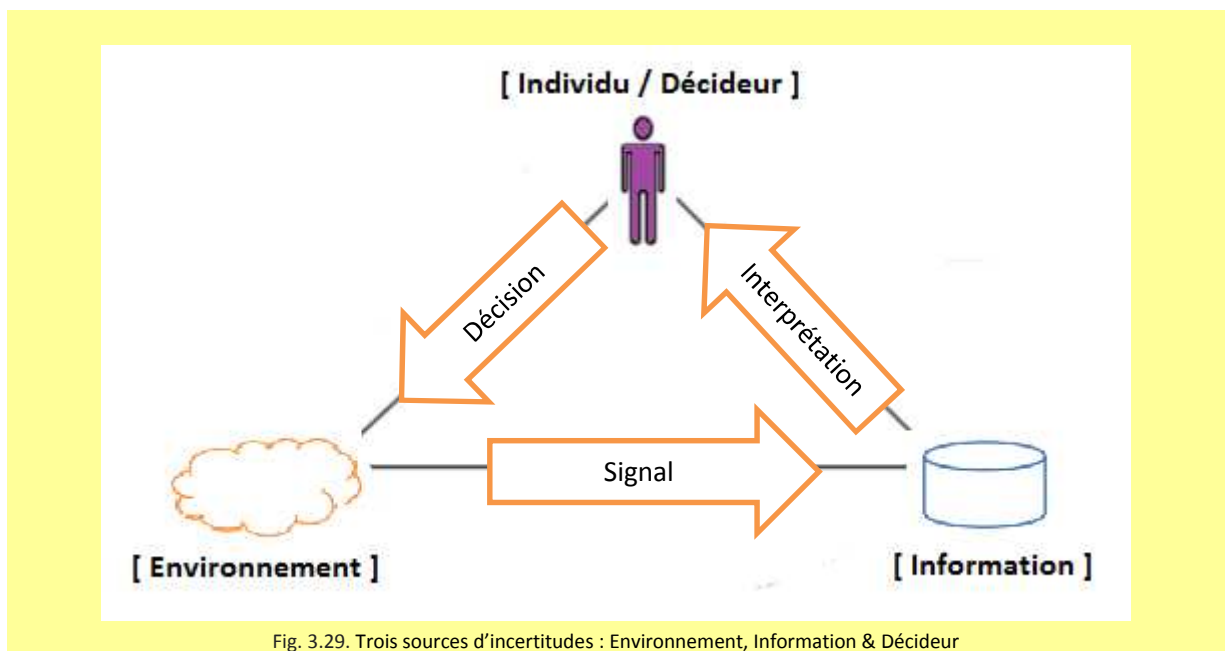 [ Individu / Décideur ]
Décision
Interprétation
Signal
[ Environnement ]
[ Information ]
Fig. 3.29. Trois sources d’incertitudes : Environnement, Information & Décideur